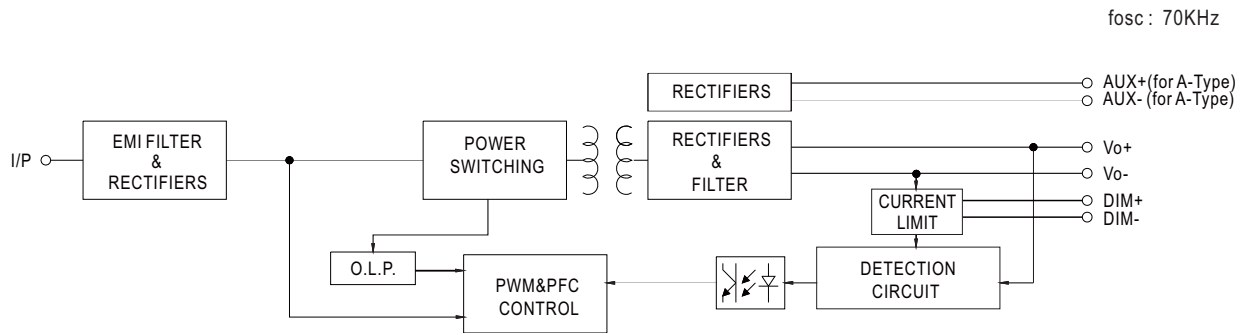 fosc : 70KHz
RECTIFIERS
AUX+(for A-Type)
AUX- (for A-Type)
I/P
EMI FILTER
&
RECTIFIERS
POWER
SWITCHING
RECTIFIERS
&
FILTER
Vo+
Vo-
CURRENT
LIMIT
DIM+
DIM-
O.L.P.
PWM&PFC
CONTROL
DETECTION
CIRCUIT